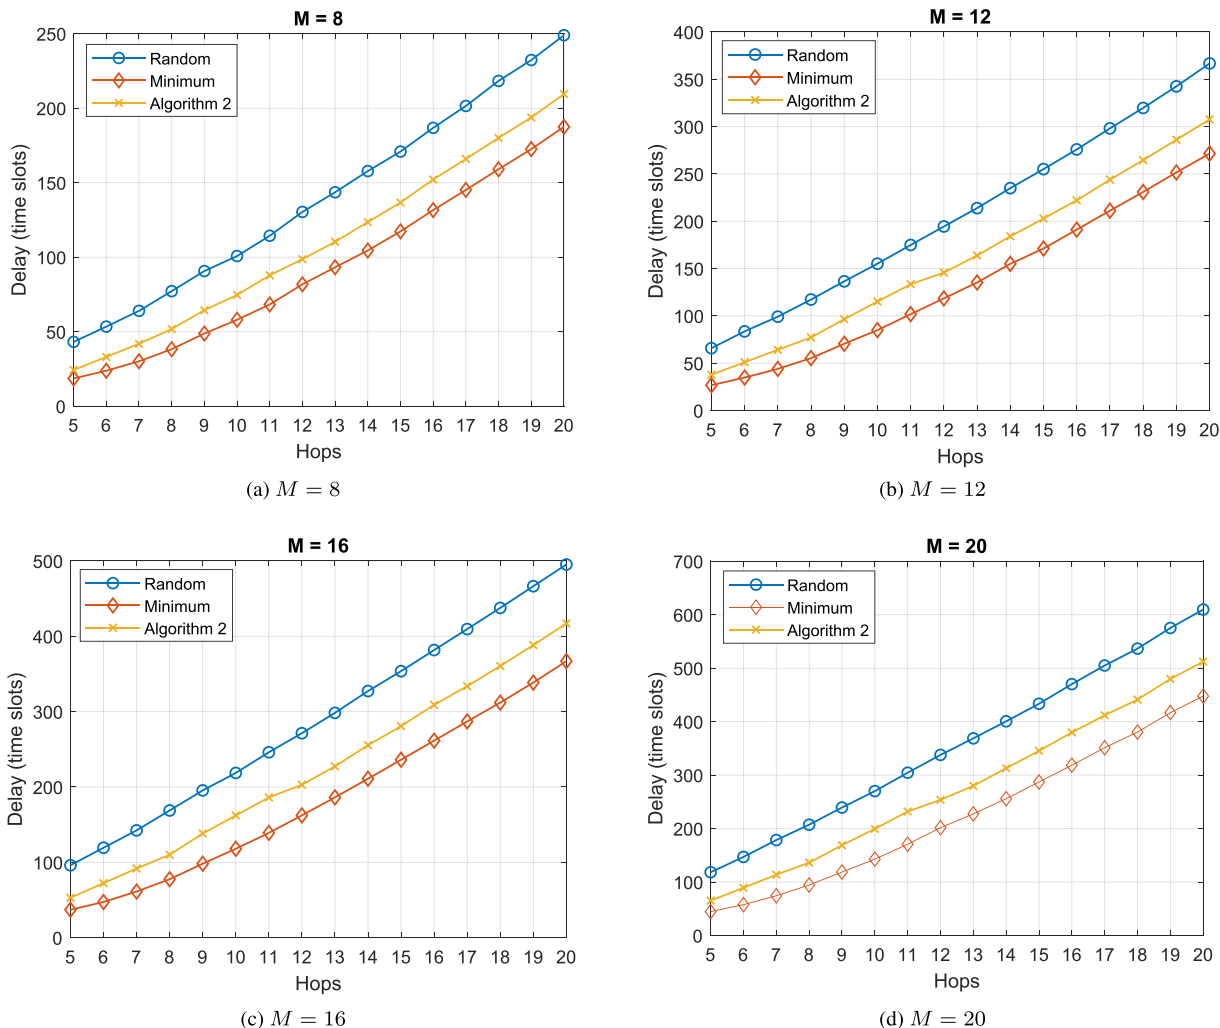 M = 8
250
200
150
100
50
0
Delay (time slots)
Random
Minimum
Algorithm 2
5 6 7 8 9 10 11 12 13 14 15 16 17 18 19 20
Hops
(a) M = 8
M = 12
400
350
300
250
200
150
100
50
0
Delay (time slots)
Random
Minimum
Algorithm 2
5 6 7 8 9 10 11 12 13 14 15 16 17 18 19 20
Hops
(b) M = 12
M = 16
500
400
300
200
100
0
Delay (time slots)
Random
Minimum
Algorithm 2
5 6 7 8 9 10 11 12 13 14 15 16 17 18 19 20
Hops
(c) M = 16
M = 20
700
600
500
400
300
200
100
0
Delay (time slots)
Random
Minimum
Algorithm 2
5 6 7 8 9 10 11 12 13 14 15 16 17 18 19 20
Hops
(d) M = 20